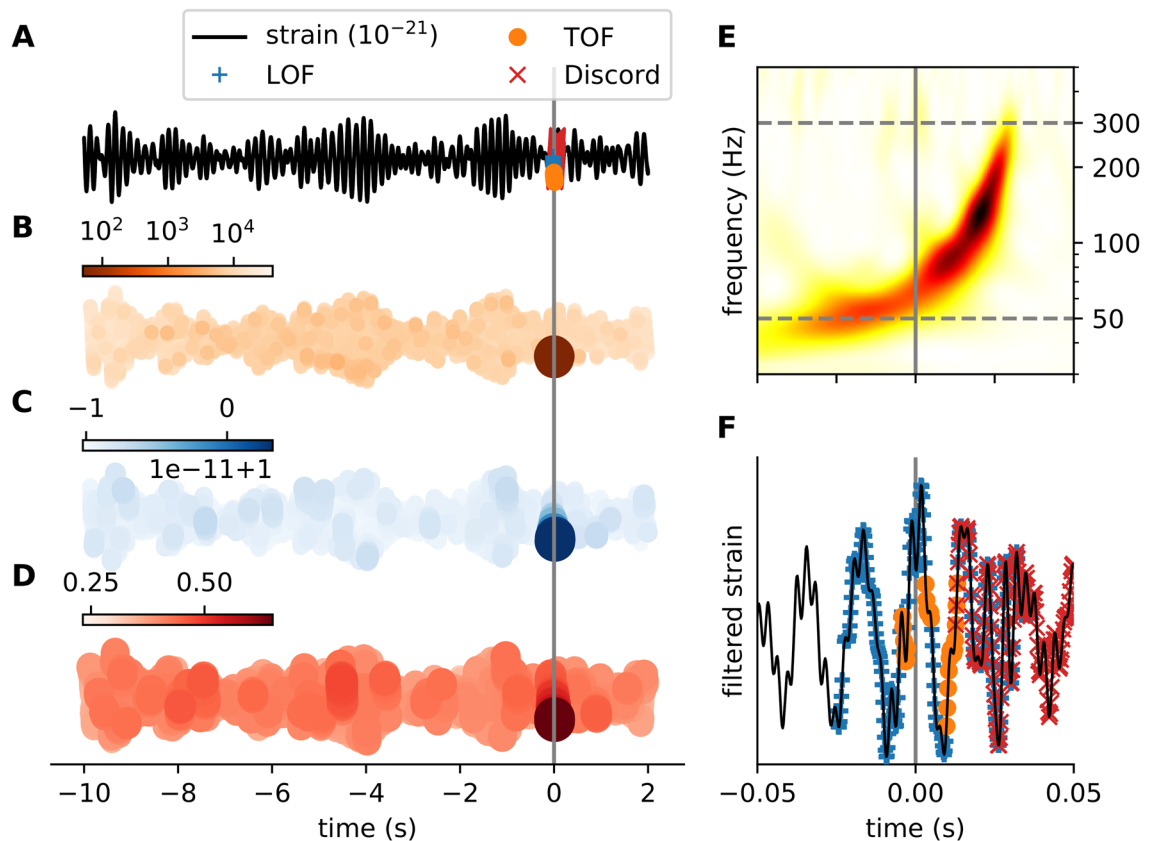 A
strain (10⁻²¹)
TOF
LOF
Discord
B
10² 10³ 10⁴
C
−1 0
1e−11+1
D
0.25 0.50
−10 −8 −6 −4 −2 0 2
time (s)
E
frequency (Hz)
300
200
100
50
F
filtered strain
−0.05 0.00 0.05
time (s)